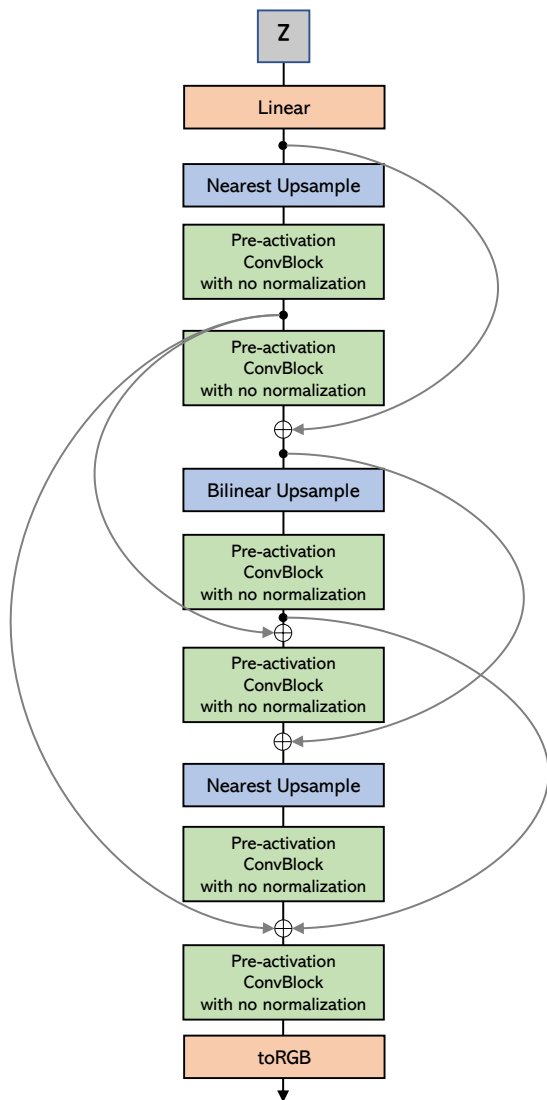 z
Linear
Nearest Upsample
Pre-activation
ConvBlock
with no normalization
Pre-activation
ConvBlock
with no normalization
Bilinear Upsample
Pre-activation
ConvBlock
with no normalization
Pre-activation
ConvBlock
with no normalization
Nearest Upsample
Pre-activation
ConvBlock
with no normalization
Pre-activation
ConvBlock
with no normalization
toRGB